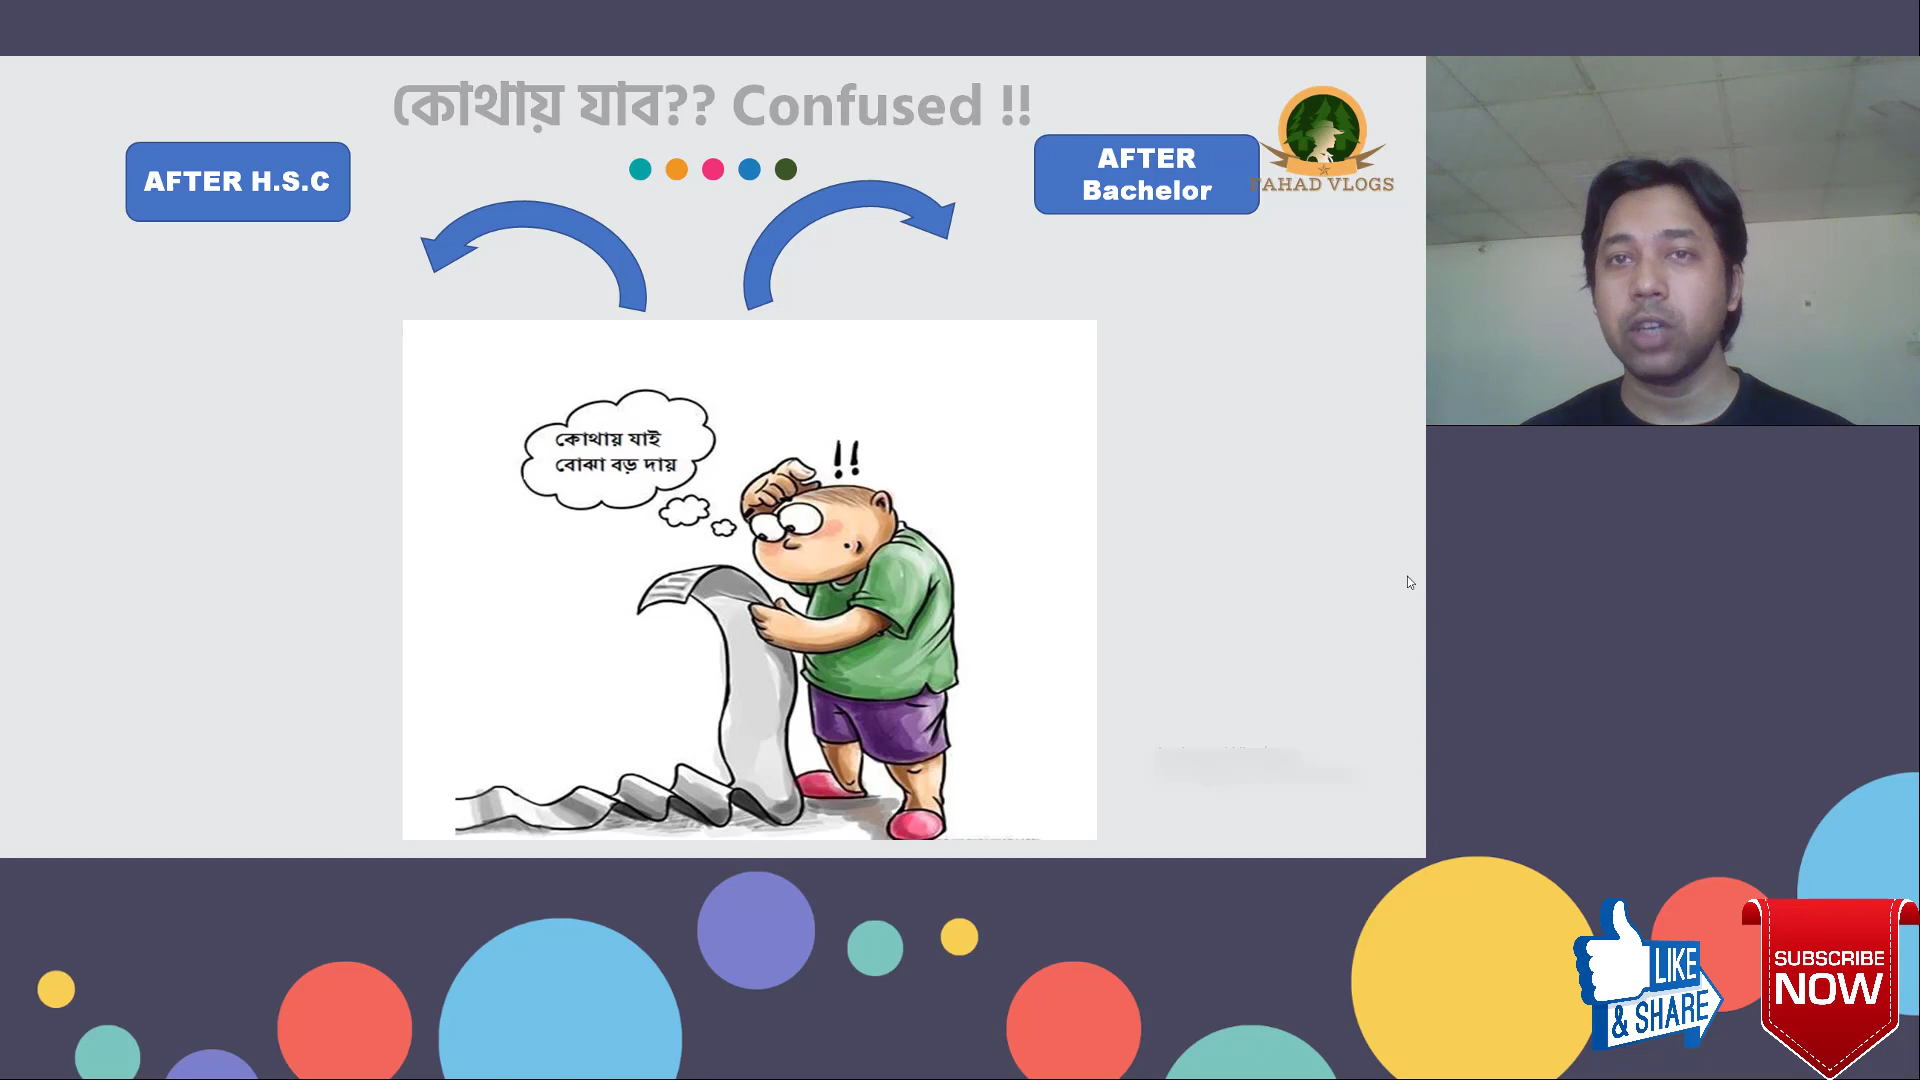 কোথায় যাব?? Confused !!
AFTER H.S.C
AFTER
Bachelor
FAHAD VLOGS
কোথায় যাই
বোঝা বড় দায়
!!
LIKE
& SHARE
SUBSCRIBE
NOW